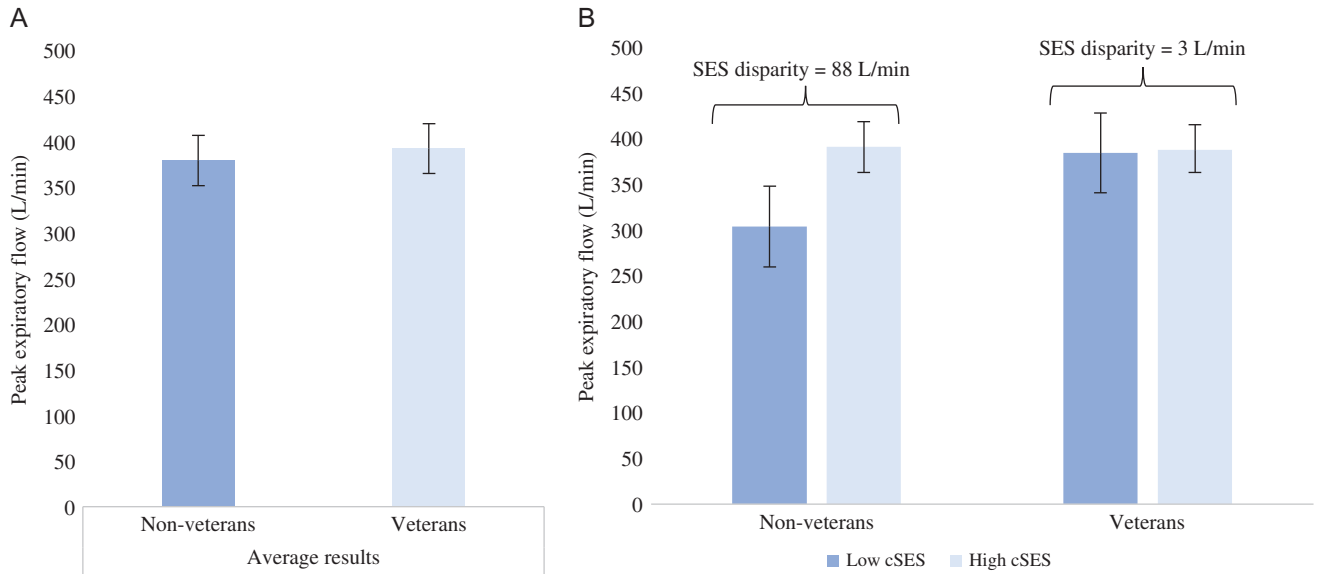 A
Peak expiratory flow (L/min)
500
450
400
350
300
250
200
150
100
50
0
Non-veterans Veterans
Average results
B
Peak expiratory flow (L/min)
500
450
400
350
300
250
200
150
100
50
0
SES disparity = 88 L/min
SES disparity = 3 L/min
Non-veterans Veterans
Low cSES High cSES